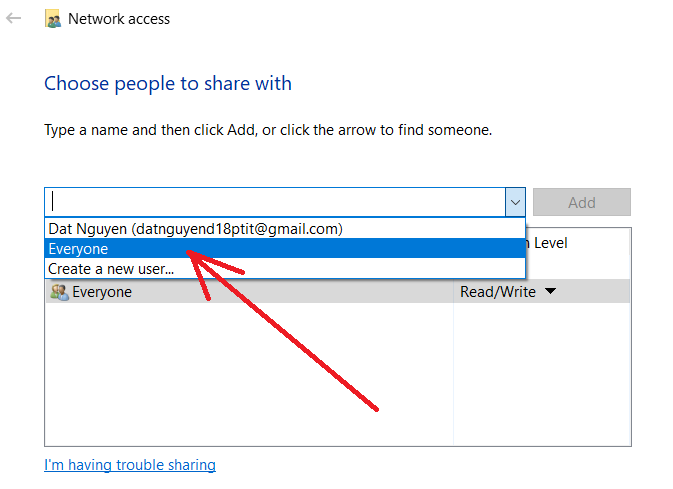 Network access
Choose people to share with
Type a name and then click Add, or click the arrow to find someone.
Add
Dat Nguyen (datnguyend18ptit@gmail.com)
Everyone
Level
Create a new user...
Everyone
Read/Write
I'm having trouble sharing